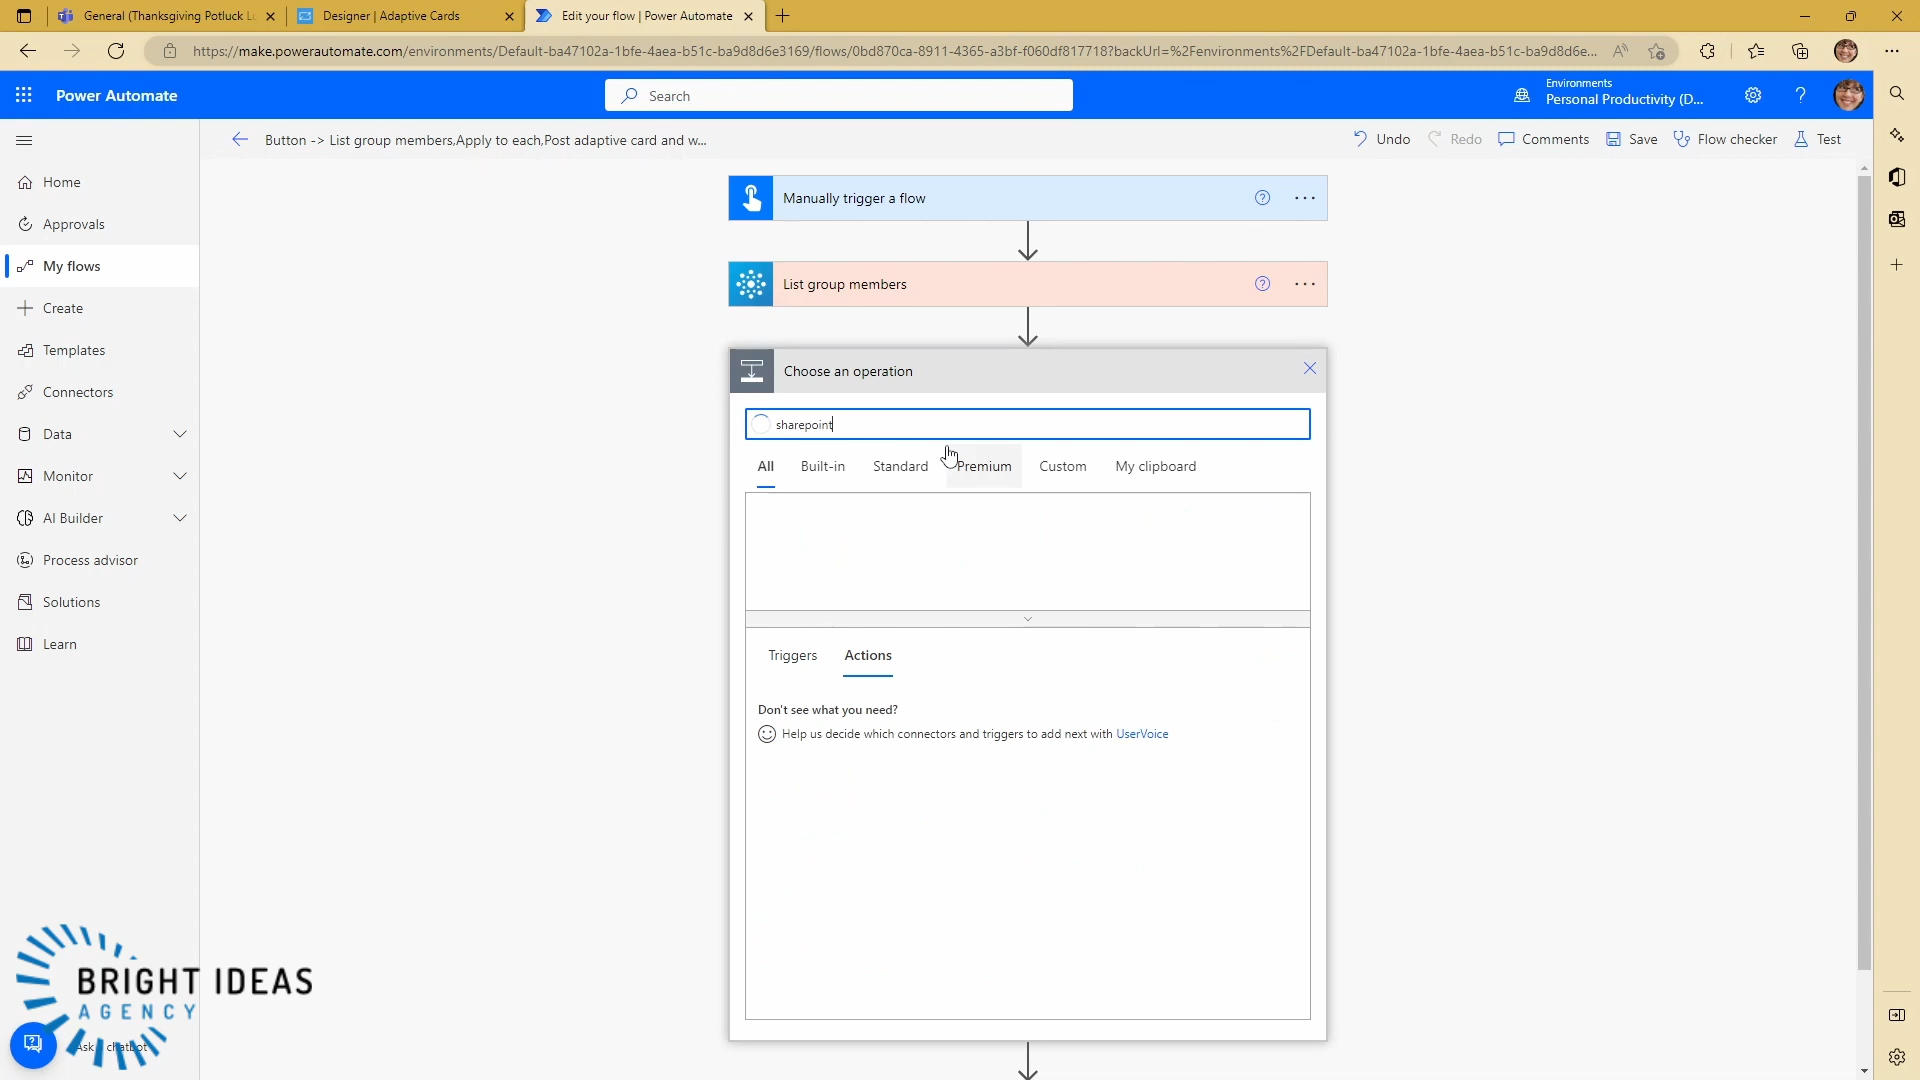 General (Thanksgiving Potluck L
Designer | Adaptive Cards
Edit your flow | Power Automate
https://make.powerautomate.com/environments/Default-ba47102a-1bfe-4aea-b51c-ba9d8d6e3169/flows/0bd870ca-8911-4365-a3bf-f060df817718?backUrl=%2Fenvironments%2FDefault-ba47102a-1bfe-4aea-b51c-ba9d8d6e...
Power Automate
Search
Environments
Personal Productivity (D...
Button -> List group members,Apply to each,Post adaptive card and w...
Undo
Redo
Comments
Save
Flow checker
Test
Home
Approvals
My flows
Create
Templates
Connectors
Data
Monitor
AI Builder
Process advisor
Solutions
Learn
Manually trigger a flow
List group members
Choose an operation
sharepoint
All
Built-in
Standard
Premium
Custom
My clipboard
Triggers
Actions
Don't see what you need?
Help us decide which connectors and triggers to add next with UserVoice
BRIGHT IDEAS
AGENCY
chatbot